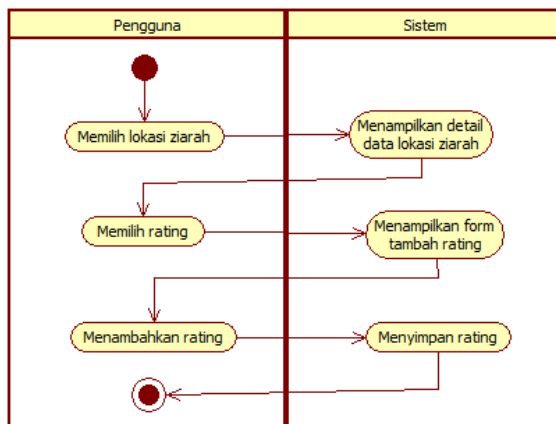 Pengguna
Sistem
Memilih lokasi ziarah
Menampilkan detail
data lokasi ziarah
Memilih rating
Menampilkan form
tambah rating
Menambahkan rating
Menyimpan rating